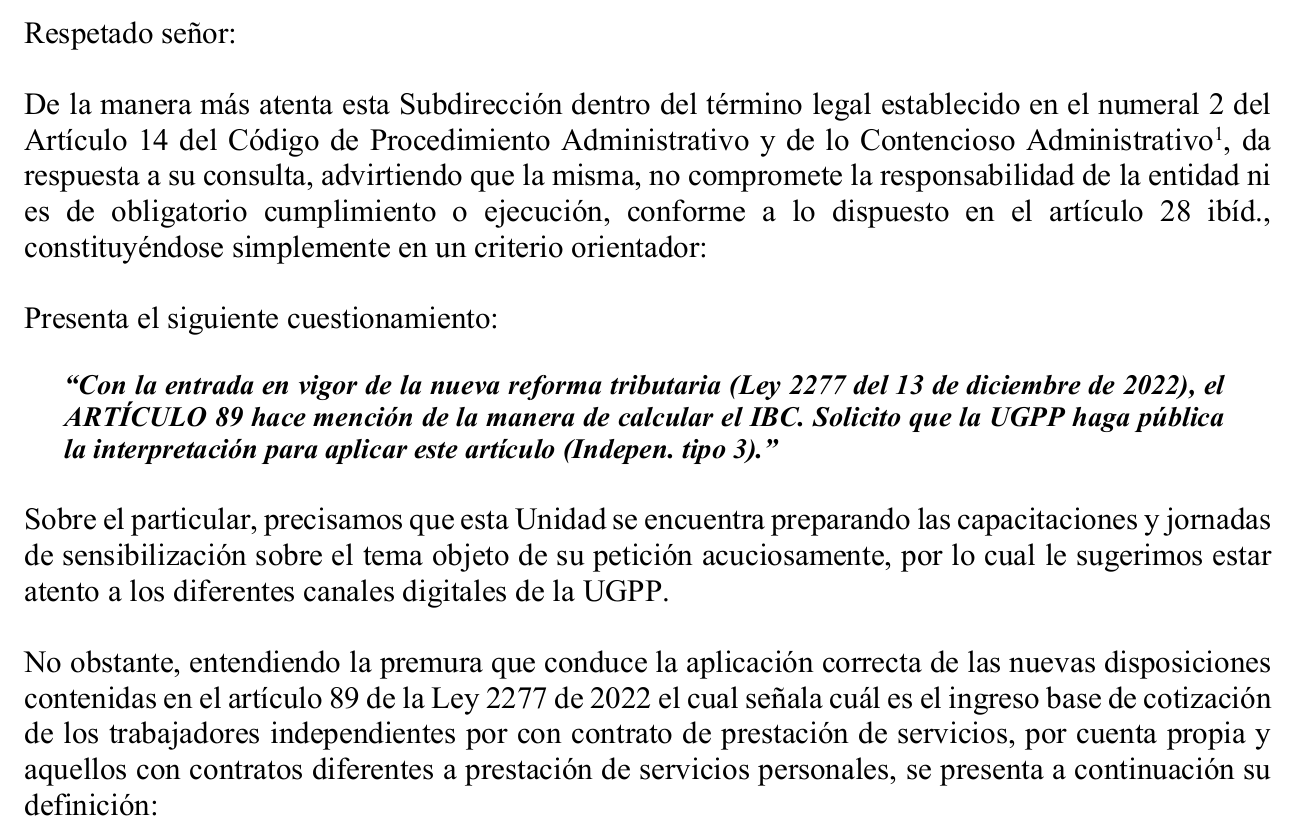 Respetado señor:
De la manera más atenta esta Subdirección dentro del término legal establecido en el numeral 2 del
Artículo 14 del Código de Procedimiento Administrativo y de lo Contencioso Administrativo¹, da
respuesta a su consulta, advirtiendo que la misma, no compromete la responsabilidad de la entidad ni
es de obligatorio cumplimiento o ejecución, conforme a lo dispuesto en el artículo 28 ibíd.,
constituyéndose simplemente en un criterio orientador:
Presenta el siguiente cuestionamiento:
“Con la entrada en vigor de la nueva reforma tributaria (Ley 2277 del 13 de diciembre de 2022), el
ARTÍCULO 89 hace mención de la manera de calcular el IBC. Solicito que la UGPP haga pública
la interpretación para aplicar este artículo (Indepen. tipo 3).”
Sobre el particular, precisamos que esta Unidad se encuentra preparando las capacitaciones y jornadas
de sensibilización sobre el tema objeto de su petición acuciosamente, por lo cual le sugerimos estar
atento a los diferentes canales digitales de la UGPP.
No obstante, entendiendo la premura que conduce la aplicación correcta de las nuevas disposiciones
contenidas en el artículo 89 de la Ley 2277 de 2022 el cual señala cuál es el ingreso base de cotización
de los trabajadores independientes por con contrato de prestación de servicios, por cuenta propia y
aquellos con contratos diferentes a prestación de servicios personales, se presenta a continuación su
definición: